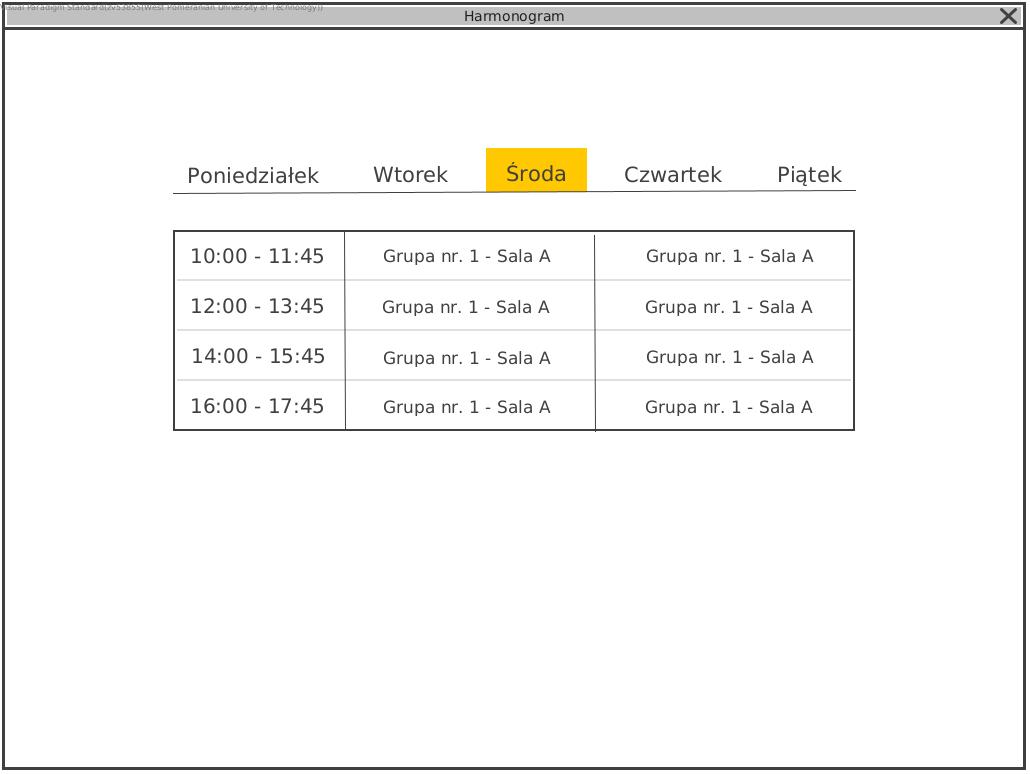 Visual Paradigm Standard(zv53855(West Pomeranian University of Technology))
Harmonogram
Poniedziałek Wtorek Środa Czwartek Piątek
10:00 - 11:45 Grupa nr. 1 - Sala A Grupa nr. 1 - Sala A
12:00 - 13:45 Grupa nr. 1 - Sala A Grupa nr. 1 - Sala A
14:00 - 15:45 Grupa nr. 1 - Sala A Grupa nr. 1 - Sala A
16:00 - 17:45 Grupa nr. 1 - Sala A Grupa nr. 1 - Sala A